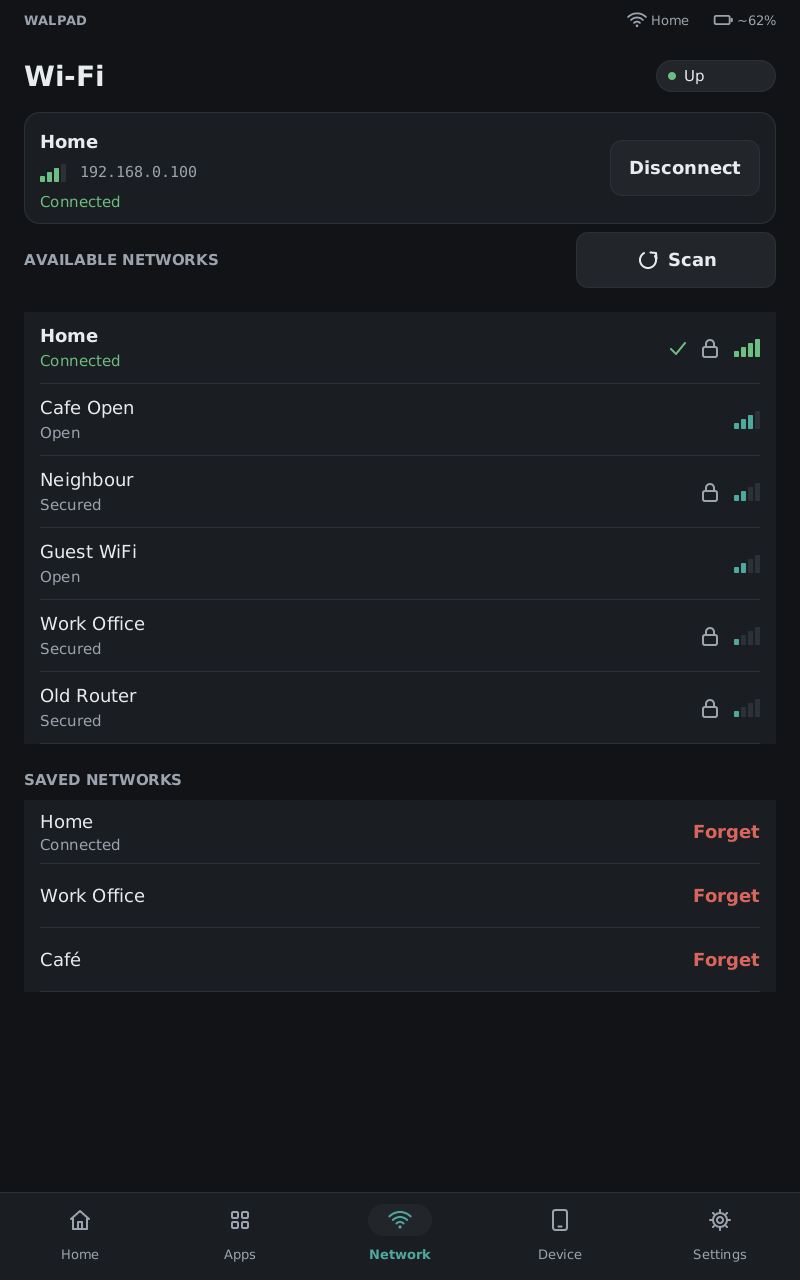 WALPAD
Home
~62%
Wi-Fi
Up
Home
192.168.0.100
Connected
Disconnect
AVAILABLE NETWORKS
Scan
Home
Connected
Cafe Open
Open
Neighbour
Secured
Guest WiFi
Open
Work Office
Secured
Old Router
Secured
SAVED NETWORKS
Home
Connected
Forget
Work Office
Forget
Café
Forget
Home
Apps
Network
Device
Settings